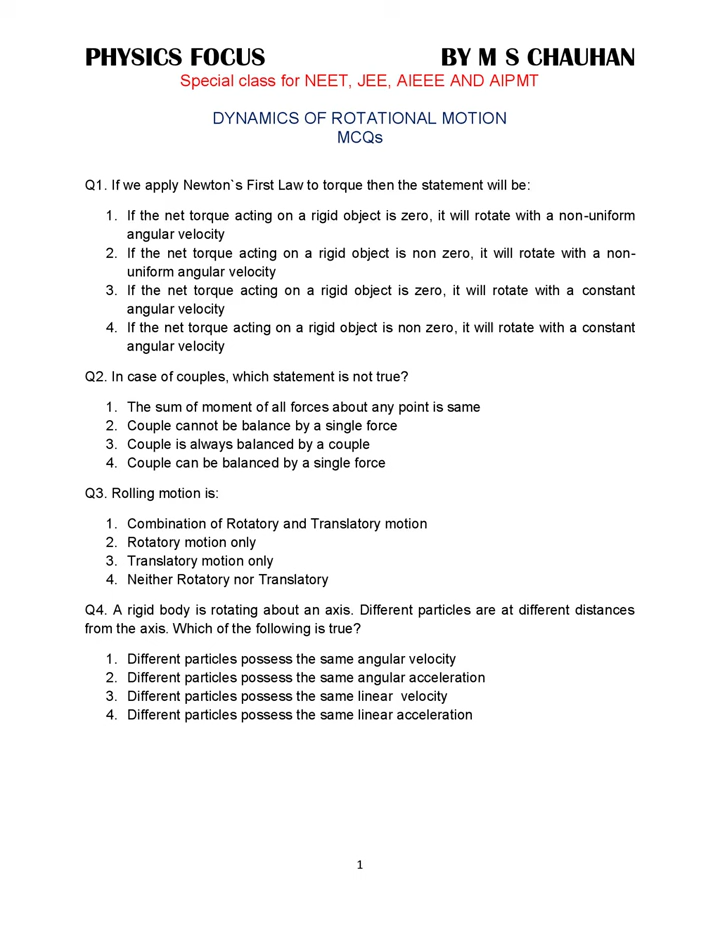 PHYSICS FOCUS BY M S CHAUHAN
Special class for NEET, JEE, AIEEE AND AIPMT
DYNAMICS OF ROTATIONAL MOTION
MCQs
Q1. If we apply Newton`s First Law to torque then the statement will be:
1. If the net torque acting on a rigid object is zero, it will rotate with a non-uniform
angular velocity
2. If the net torque acting on a rigid object is non zero, it will rotate with a non-
uniform angular velocity
3. If the net torque acting on a rigid object is zero, it will rotate with a constant
angular velocity
4. If the net torque acting on a rigid object is non zero, it will rotate with a constant
angular velocity
Q2. In case of couples, which statement is not true?
1. The sum of moment of all forces about any point is same
2. Couple cannot be balance by a single force
3. Couple is always balanced by a couple
4. Couple can be balanced by a single force
Q3. Rolling motion is:
1. Combination of Rotatory and Translatory motion
2. Rotatory motion only
3. Translatory motion only
4. Neither Rotatory nor Translatory
Q4. A rigid body is rotating about an axis. Different particles are at different distances
from the axis. Which of the following is true?
1. Different particles possess the same angular velocity
2. Different particles possess the same angular acceleration
3. Different particles possess the same linear velocity
4. Different particles possess the same linear acceleration
1